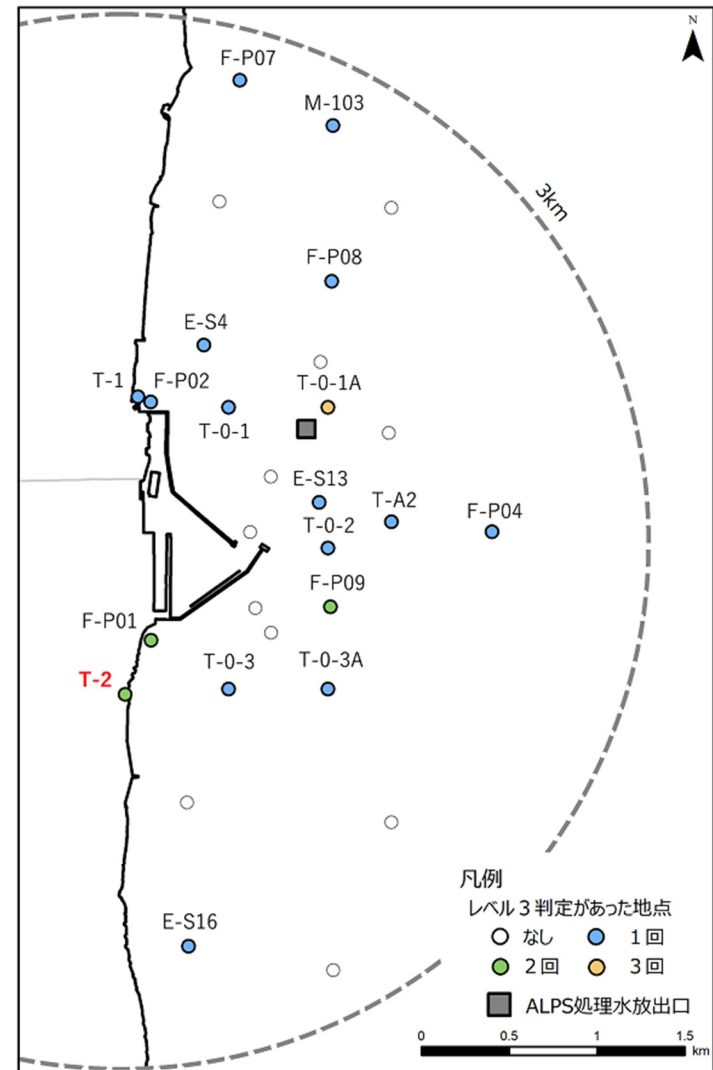 N
F-P07
M-103
3km
F-P08
E-S4
T-1
F-P02
T-0-1A
T-0-1
E-S13
T-A2
F-P04
T-0-2
F-P09
F-P01
T-2
T-0-3
T-0-3A
E-S16
凡例
レベル3判定があった地点
なし 1回
2回 3回
ALPS処理水放出口
0 0.5 1 1.5
km